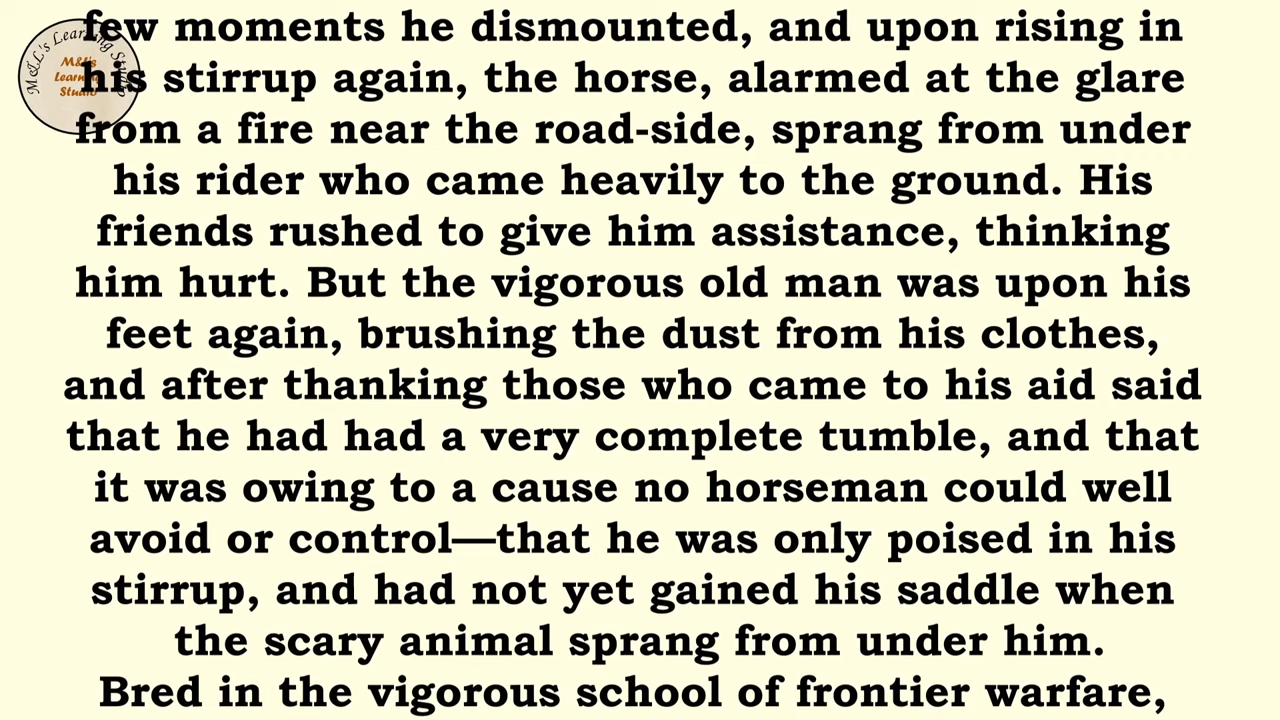 few moments he dismounted, and upon rising in
his stirrup again, the horse, alarmed at the glare
from a fire near the road-side, sprang from under
his rider who came heavily to the ground. His
friends rushed to give him assistance, thinking
him hurt. But the vigorous old man was upon his
feet again, brushing the dust from his clothes,
and after thanking those who came to his aid said
that he had had a very complete tumble, and that
it was owing to a cause no horseman could well
avoid or control—that he was only poised in his
stirrup, and had not yet gained his saddle when
the scary animal sprang from under him.
Bred in the vigorous school of frontier warfare,
M&L's Learning Studio
M&L's
Learning
Studio